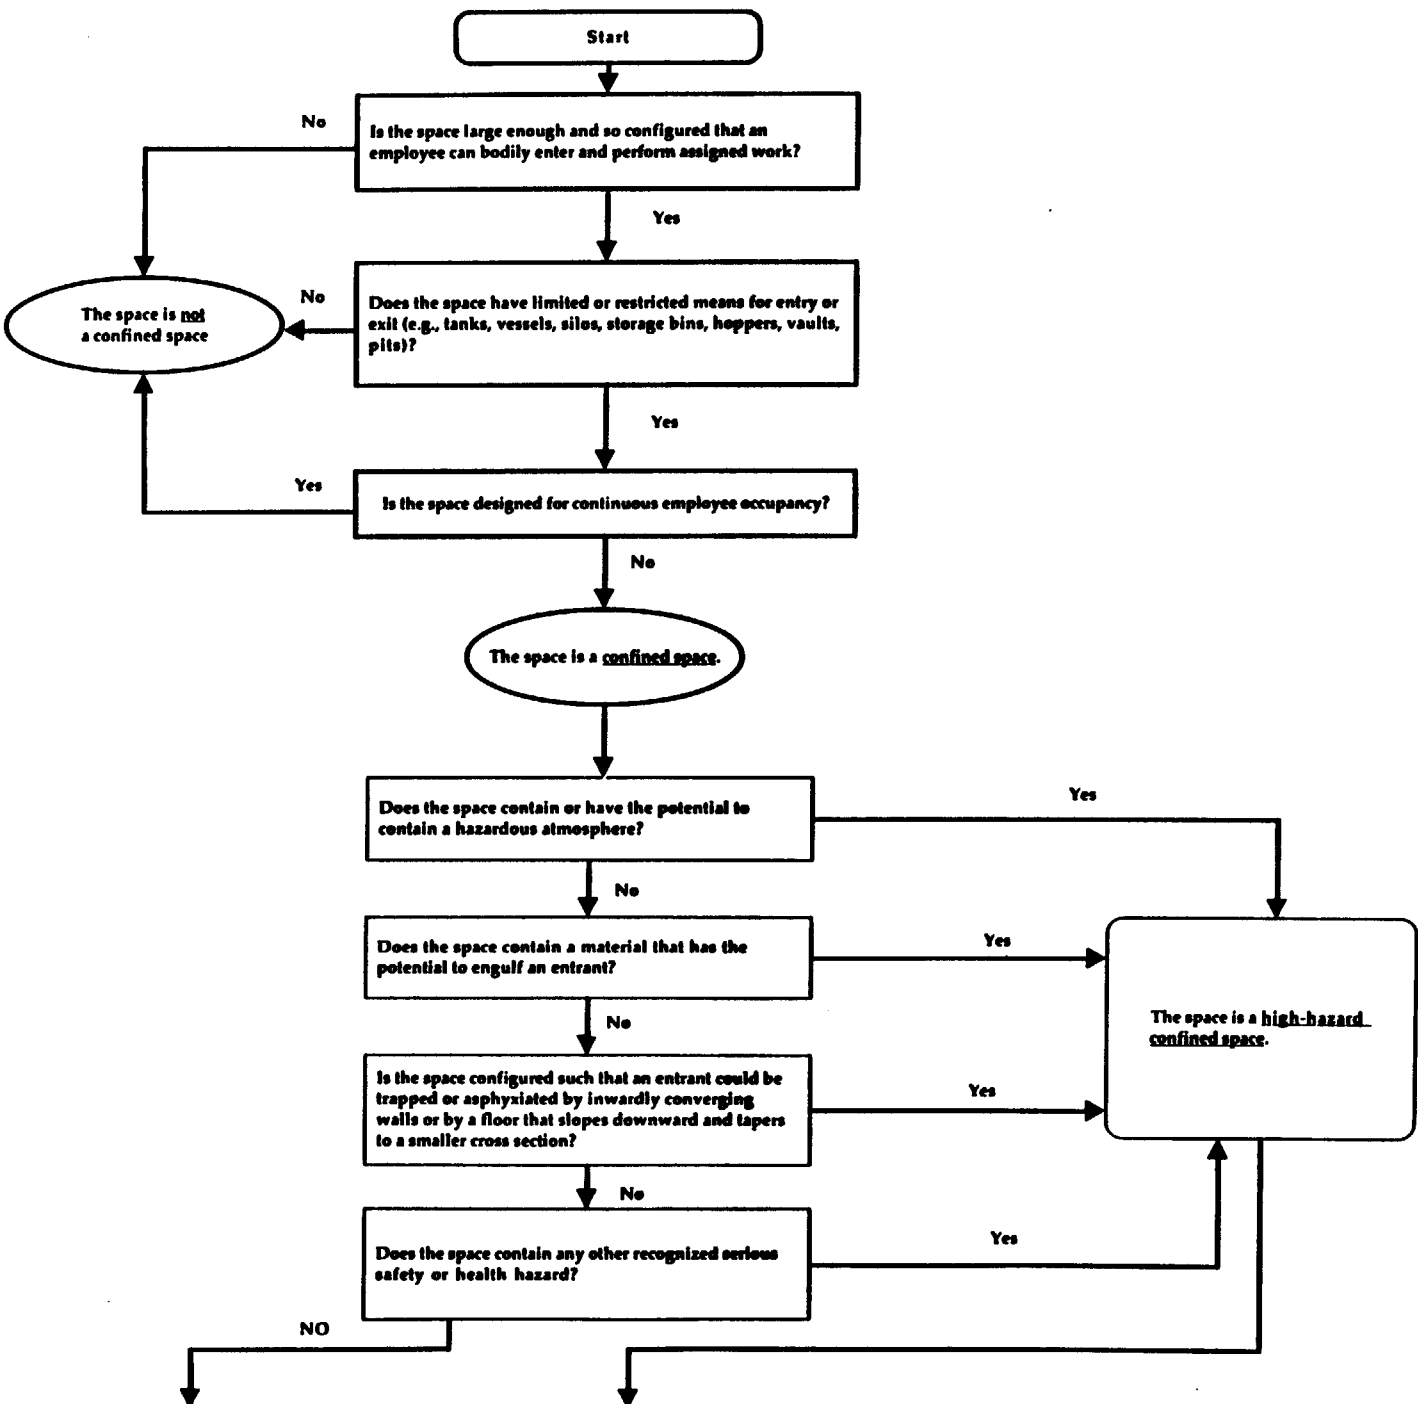 Start
No
Is the space large enough and so configured that an
employee can bodily enter and perform assigned work?
Yes
No
Does the space have limited or restricted means for entry or
exit (e.g., tanks, vessels, silos, storage bins, hoppers, vaults,
pits)?
The space is not
a confined space
Yes
Yes
Is the space designed for continuous employee occupancy?
No
The space is a confined space.
Does the space contain or have the potential to
contain a hazardous atmosphere?
Yes
No
Does the space contain a material that has the
potential to engulf an entrant?
Yes
No
The space is a high-hazard
confined space.
Is the space configured such that an entrant could be
trapped or asphyxiated by inwardly converging
walls or by a floor that slopes downward and tapers
to a smaller cross section?
Yes
No
Does the space contain any other recognized serious
safety or health hazard?
Yes
NO